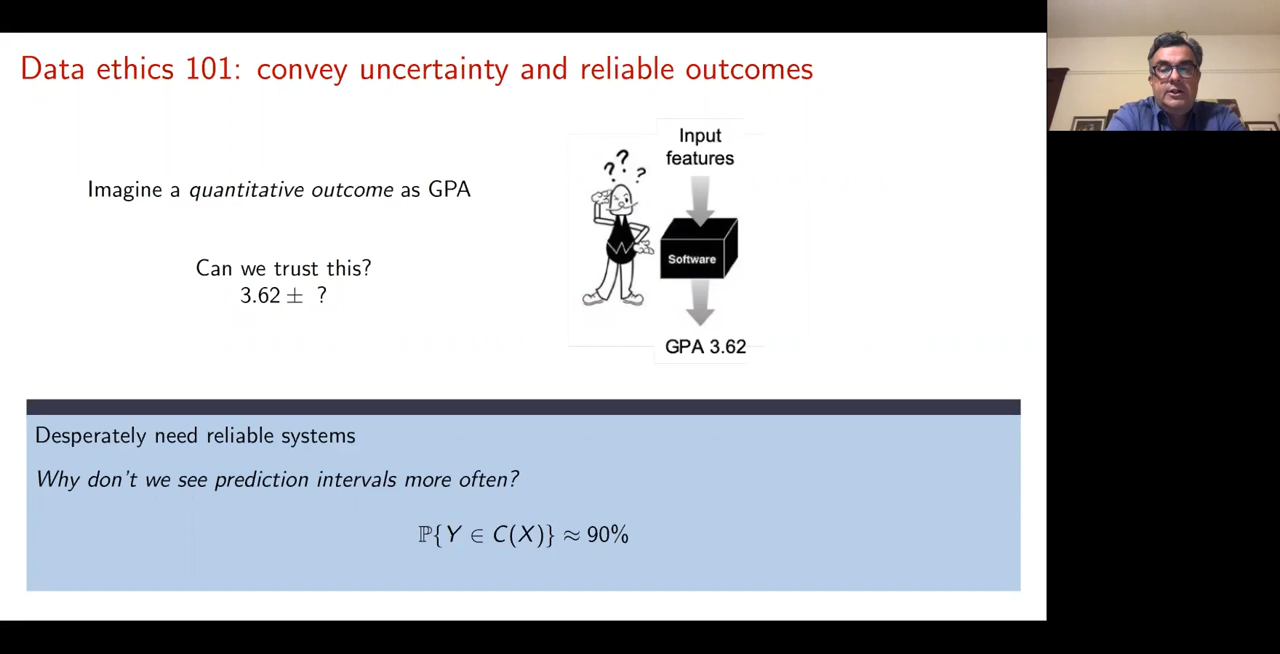 Data ethics 101: convey uncertainty and reliable outcomes
Imagine a quantitative outcome as GPA
Can we trust this?
3.62 ± ?
? ? ?
Input
features
Software
GPA 3.62
Desperately need reliable systems
Why don't we see prediction intervals more often?
ℙ{Y ∈ C(X)} ≈ 90%